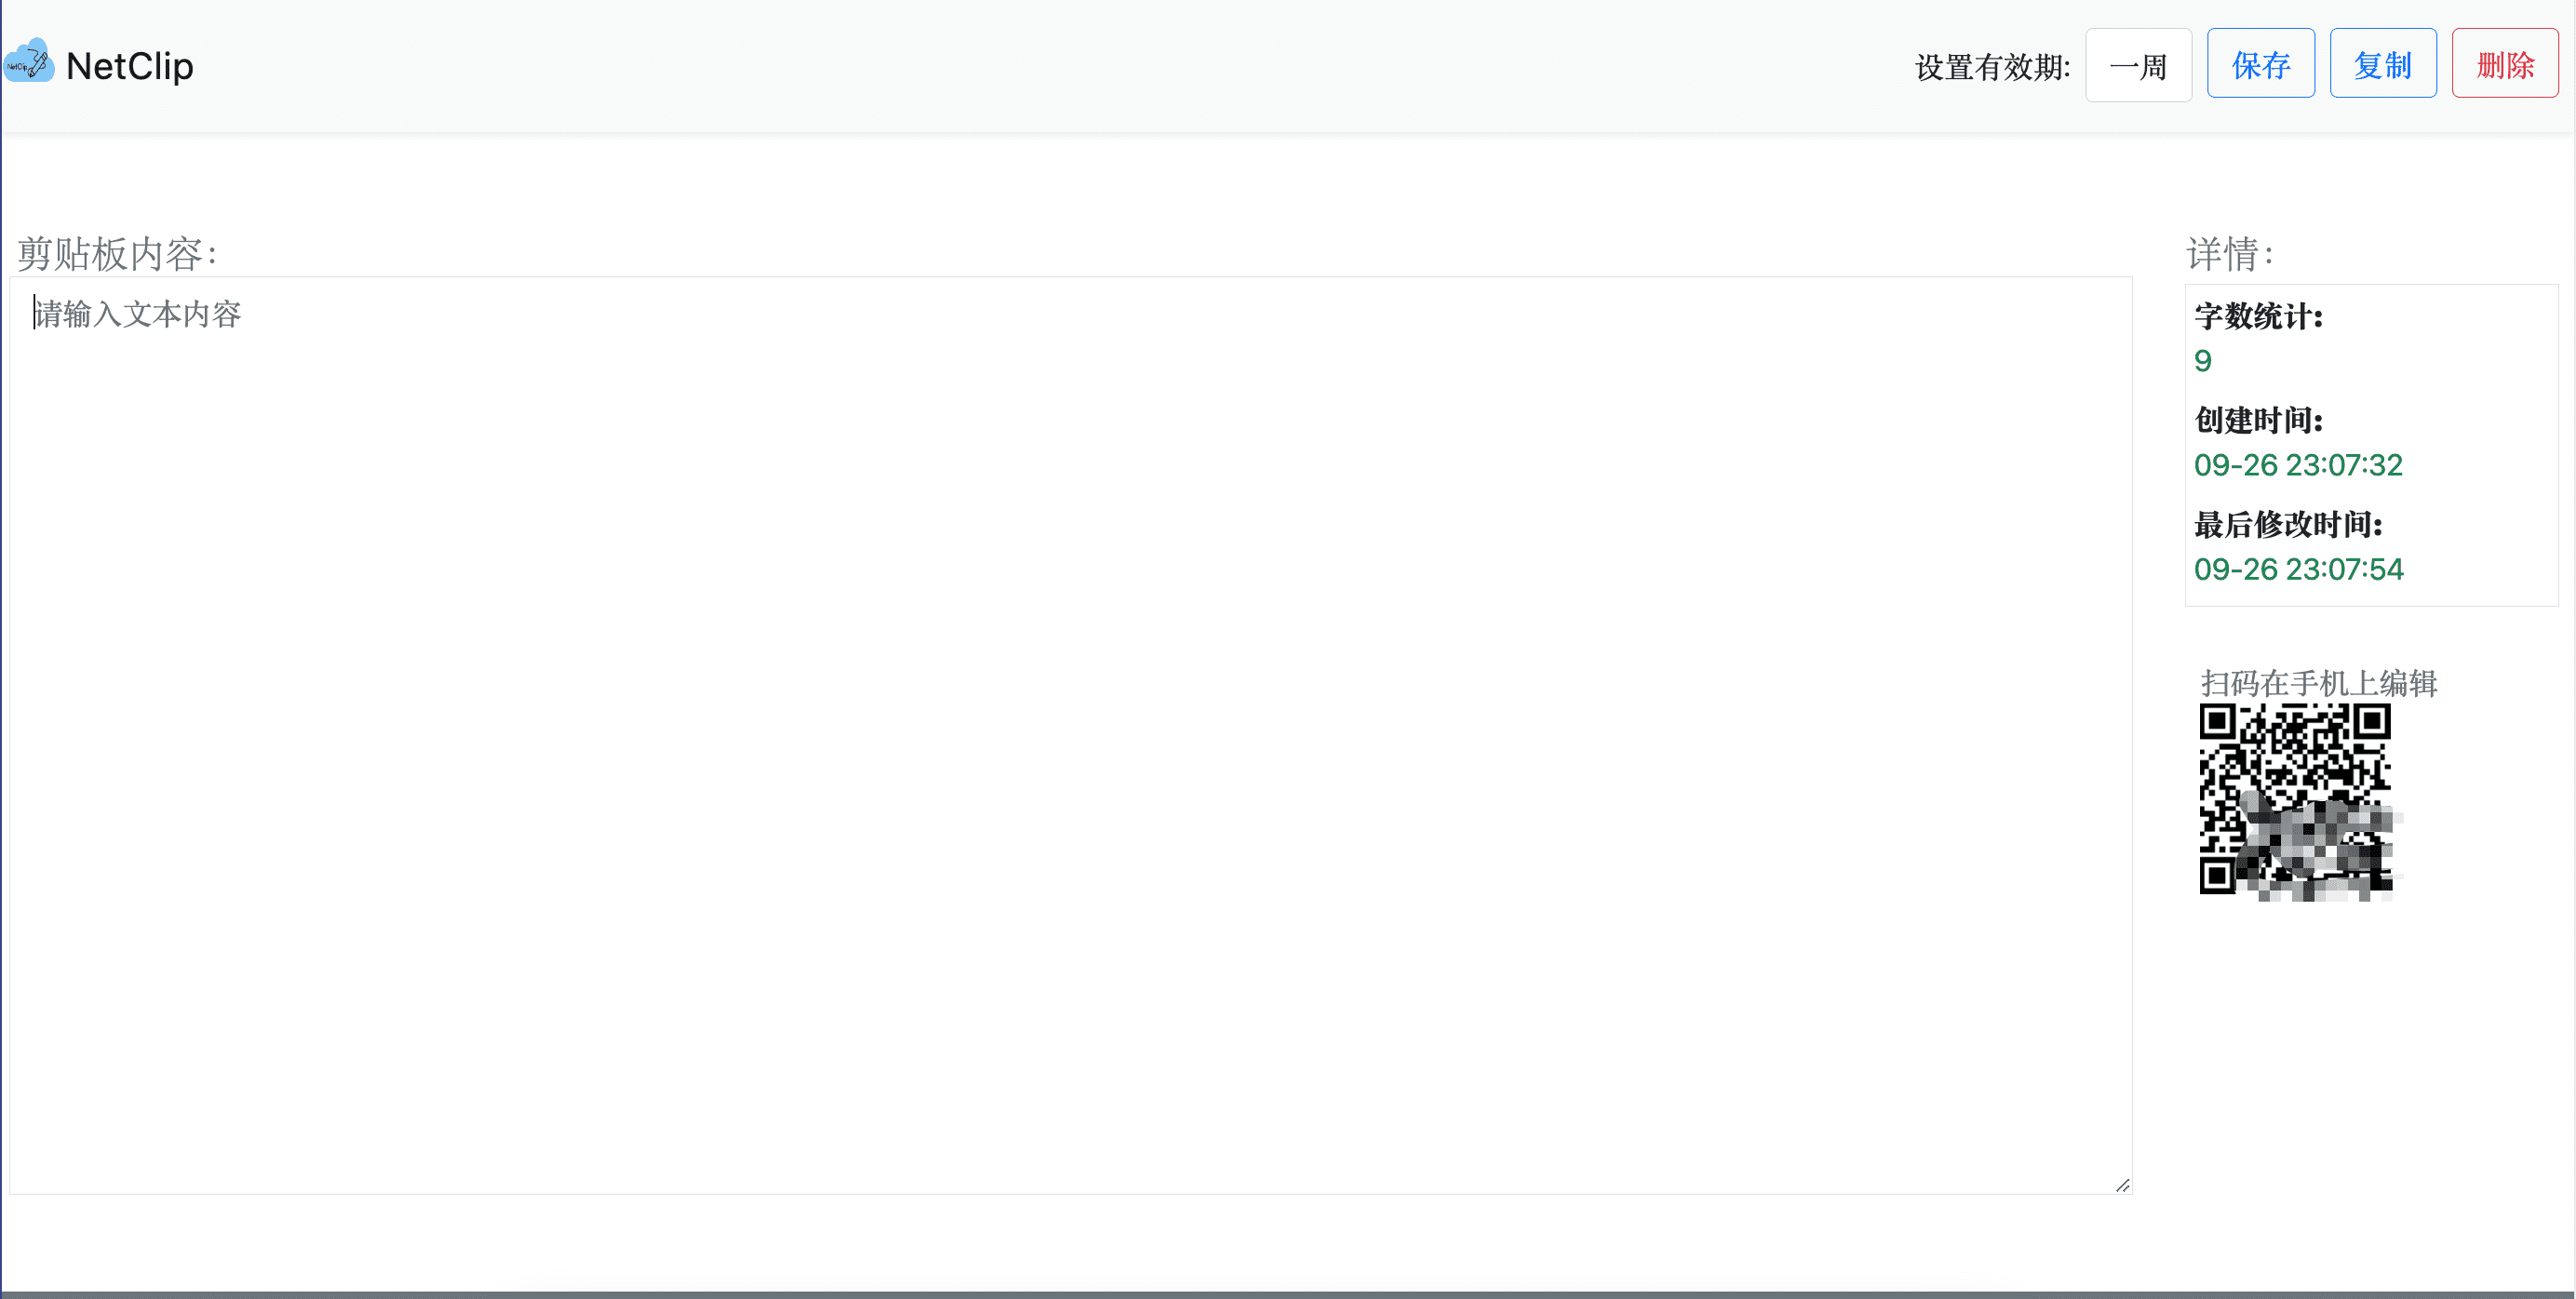 NetClip
NetClip
设置有效期:
一周
保存
复制
删除
剪贴板内容：
请输入文本内容
详情：
字数统计:
9
创建时间:
09-26 23:07:32
最后修改时间:
09-26 23:07:54
扫码在手机上编辑